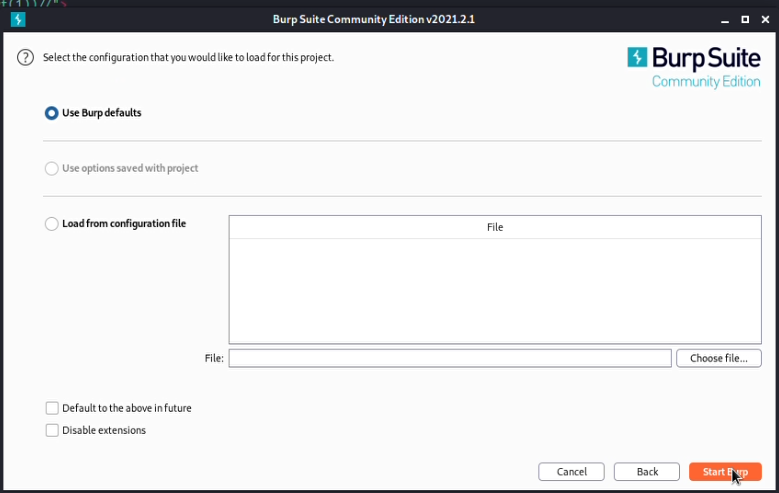 t(1))//">
Burp Suite Community Edition v2021.2.1
Select the configuration that you would like to load for this project.
Burp Suite
Community Edition
Use Burp defaults
Use options saved with project
Load from configuration file
File
File:
Choose file...
Default to the above in future
Disable extensions
Cancel
Back
Start Burp